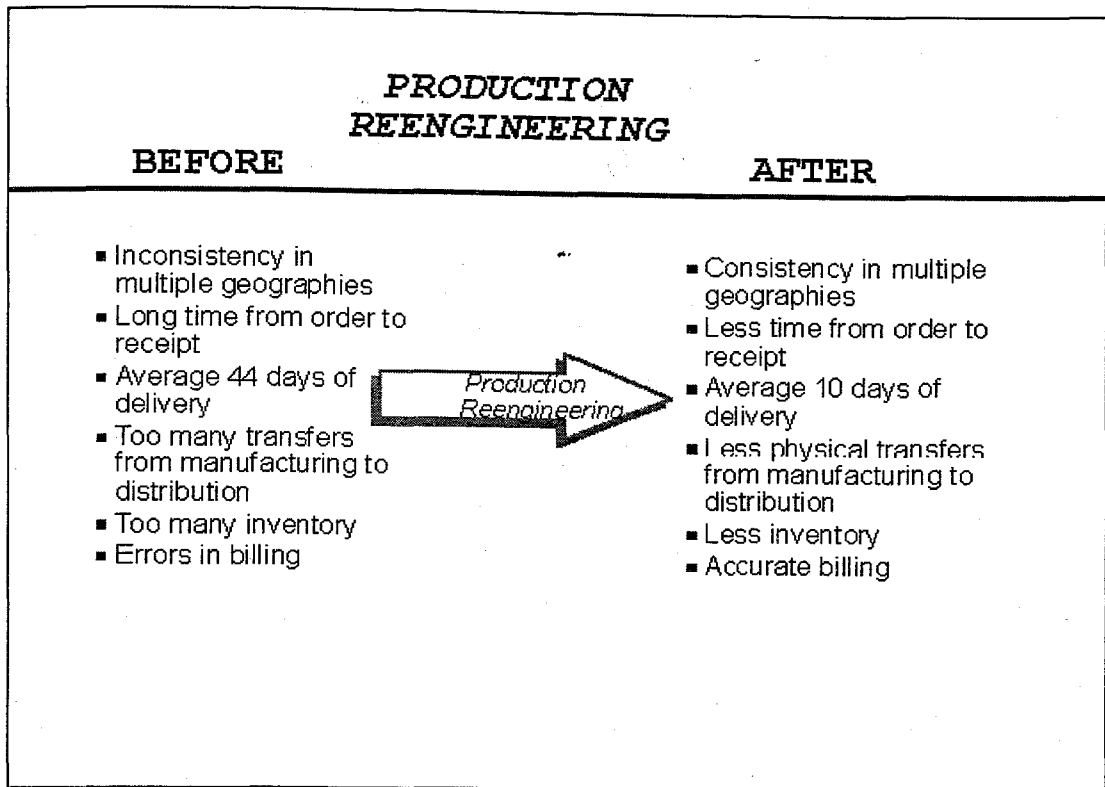 PRODUCTION
REENGINEERING
BEFORE
AFTER
▪ Inconsistency in
multiple geographies
▪ Long time from order to
receipt
▪ Average 44 days of
delivery
▪ Too many transfers
from manufacturing to
distribution
▪ Too many inventory
▪ Errors in billing
Production
Reengineering
▪ Consistency in multiple
geographies
▪ Less time from order to
receipt
▪ Average 10 days of
delivery
▪ Less physical transfers
from manufacturing to
distribution
▪ Less inventory
▪ Accurate billing